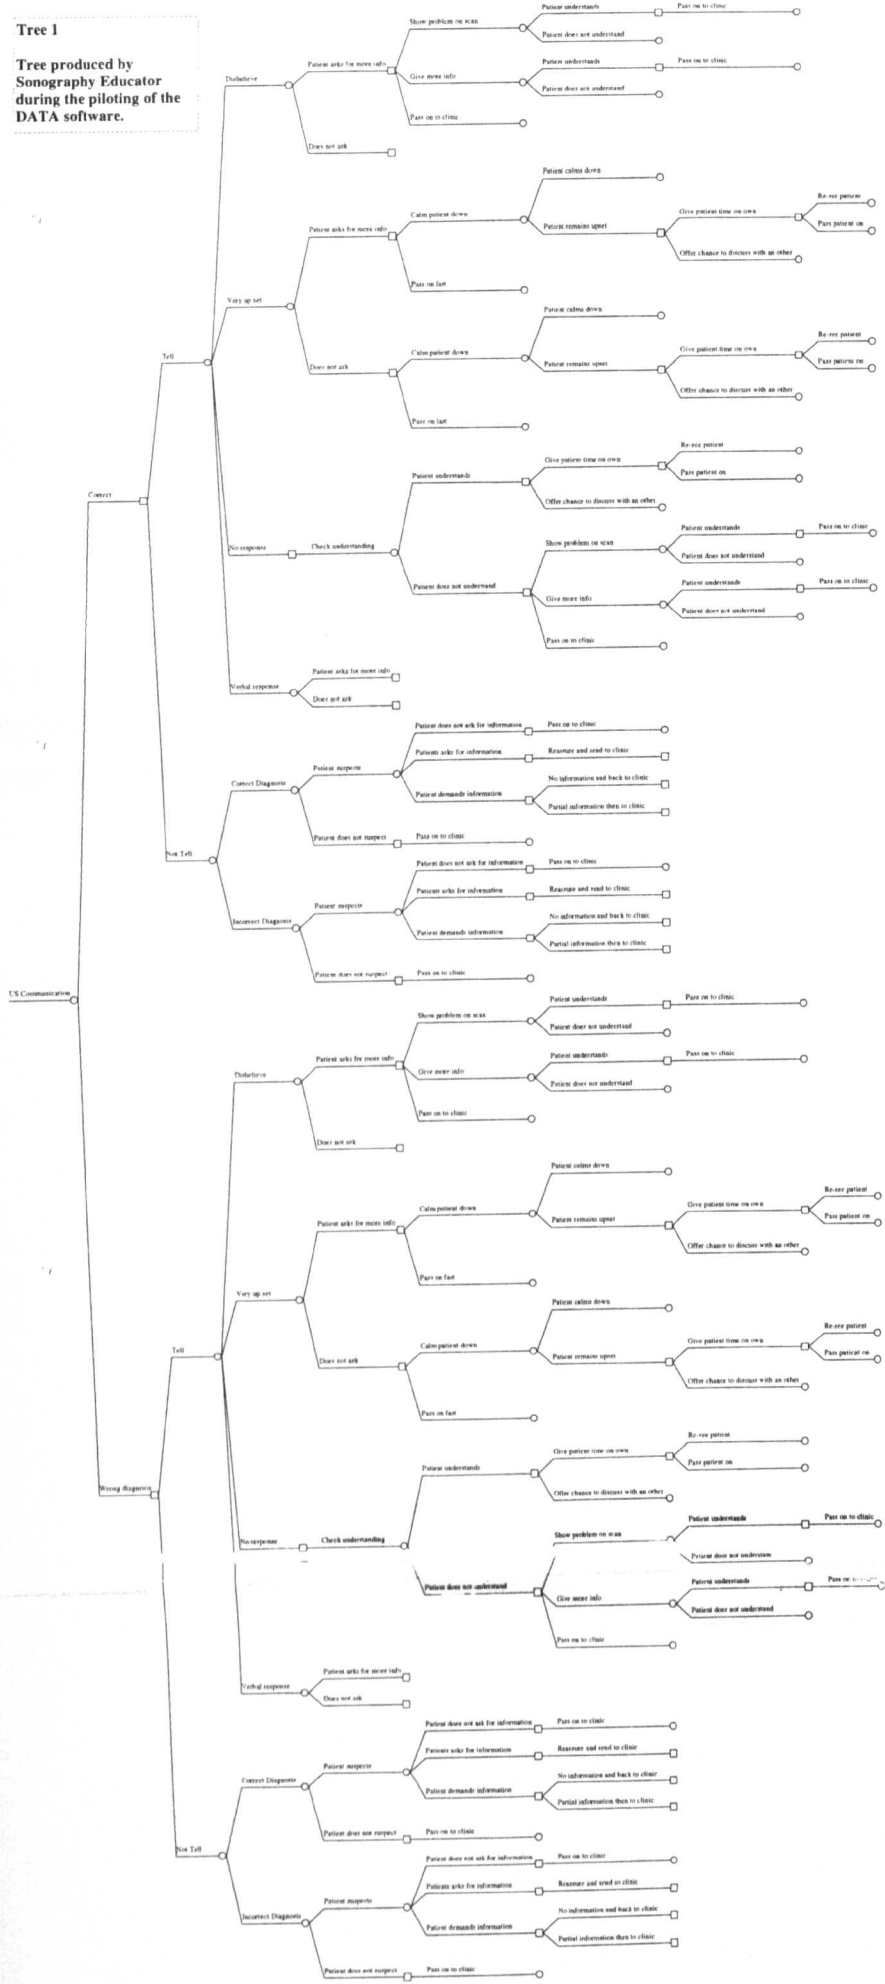 Tree 1
Tree produced by
Sonography Educator
during the piloting of the
DATA software.
US Communication
Correct
Tell
Disbelieve
Patient asks for more info
Show problem on scan
Patient understands
Pass on to clinic
Patient does not understand
Give more info
Patient understands
Pass on to clinic
Patient does not understand
Pass on to clinic
Does not ask
Very up set
Patient asks for more info
Calm patient down
Patient calms down
Patient remains upset
Give patient time on own
Re-see patient
Pass patient on
Offer chance to discuss with an other
Pass on fast
Does not ask
Calm patient down
Patient calms down
Patient remains upset
Give patient time on own
Re-see patient
Pass patient on
Offer chance to discuss with an other
Pass on fast
No response
Check understanding
Patient understands
Give patient time on own
Re-see patient
Pass patient on
Offer chance to discuss with an other
Patient does not understand
Show problem on scan
Patient understands
Pass on to clinic
Patient does not understand
Give more info
Patient understands
Pass on to clinic
Patient does not understand
Pass on to clinic
Verbal response
Patient asks for more info
Does not ask
Not Tell
Correct Diagnosis
Patient suspects
Patient does not ask for information
Pass on to clinic
Patients asks for information
Reassure and send to clinic
Patient demands information
No information and back to clinic
Partial information then to clinic
Patient does not suspect
Pass on to clinic
Incorrect Diagnosis
Patient suspects
Patient does not ask for information
Pass on to clinic
Patients asks for information
Reassure and send to clinic
Patient demands information
No information and back to clinic
Partial information then to clinic
Patient does not suspect
Pass on to clinic
Wrong diagnosis
Tell
Disbelieve
Patient asks for more info
Show problem on scan
Patient understands
Pass on to clinic
Patient does not understand
Give more info
Patient understands
Pass on to clinic
Patient does not understand
Pass on to clinic
Does not ask
Very up set
Patient asks for more info
Calm patient down
Patient calms down
Patient remains upset
Give patient time on own
Re-see patient
Pass patient on
Offer chance to discuss with an other
Pass on fast
Does not ask
Calm patient down
Patient calms down
Patient remains upset
Give patient time on own
Re-see patient
Pass patient on
Offer chance to discuss with an other
Pass on fast
No response
Check understanding
Patient understands
Give patient time on own
Re-see patient
Pass patient on
Offer chance to discuss with an other
Patient does not understand
Show problem on scan
Patient understands
Pass on to clinic
Patient does not understan
Give more info
Patient understands
Pass on
Patient does not understand
Pass on to clinic
Verbal response
Patient asks for more info
Does not ask
Not Tell
Correct Diagnosis
Patient suspects
Patient does not ask for information
Pass on to clinic
Patients asks for information
Reassure and send to clinic
Patient demands information
No information and back to clinic
Partial information then to clinic
Patient does not suspect
Pass on to clinic
Incorrect Diagnosis
Patient suspects
Patient does not ask for information
Pass on to clinic
Patients asks for information
Reassure and send to clinic
Patient demands information
No information and back to clinic
Partial information then to clinic
Patient does not suspect
Pass on to clinic